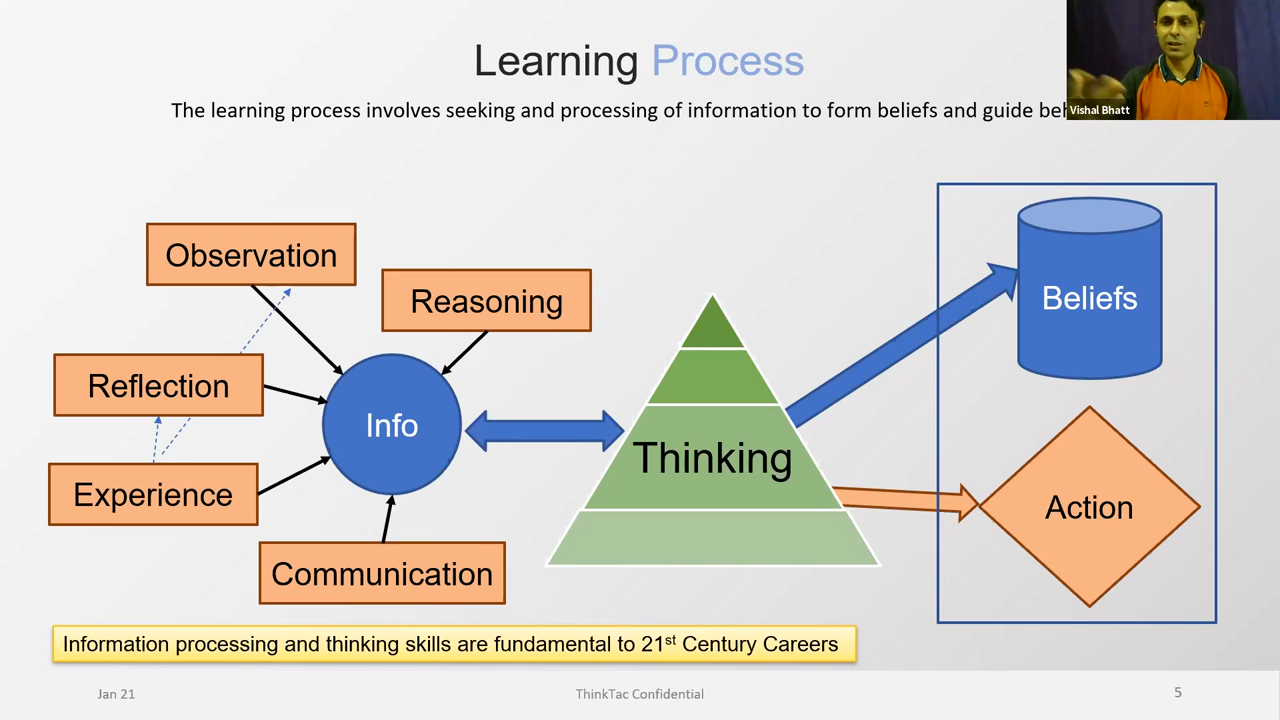 Learning Process
The learning process involves seeking and processing of information to form beliefs and guide
Vishal Bhatt
Observation
Reasoning
Reflection
Info
Experience
Communication
Thinking
Beliefs
Action
Information processing and thinking skills are fundamental to 21st Century Careers
Jan 21
ThinkTac Confidential
5